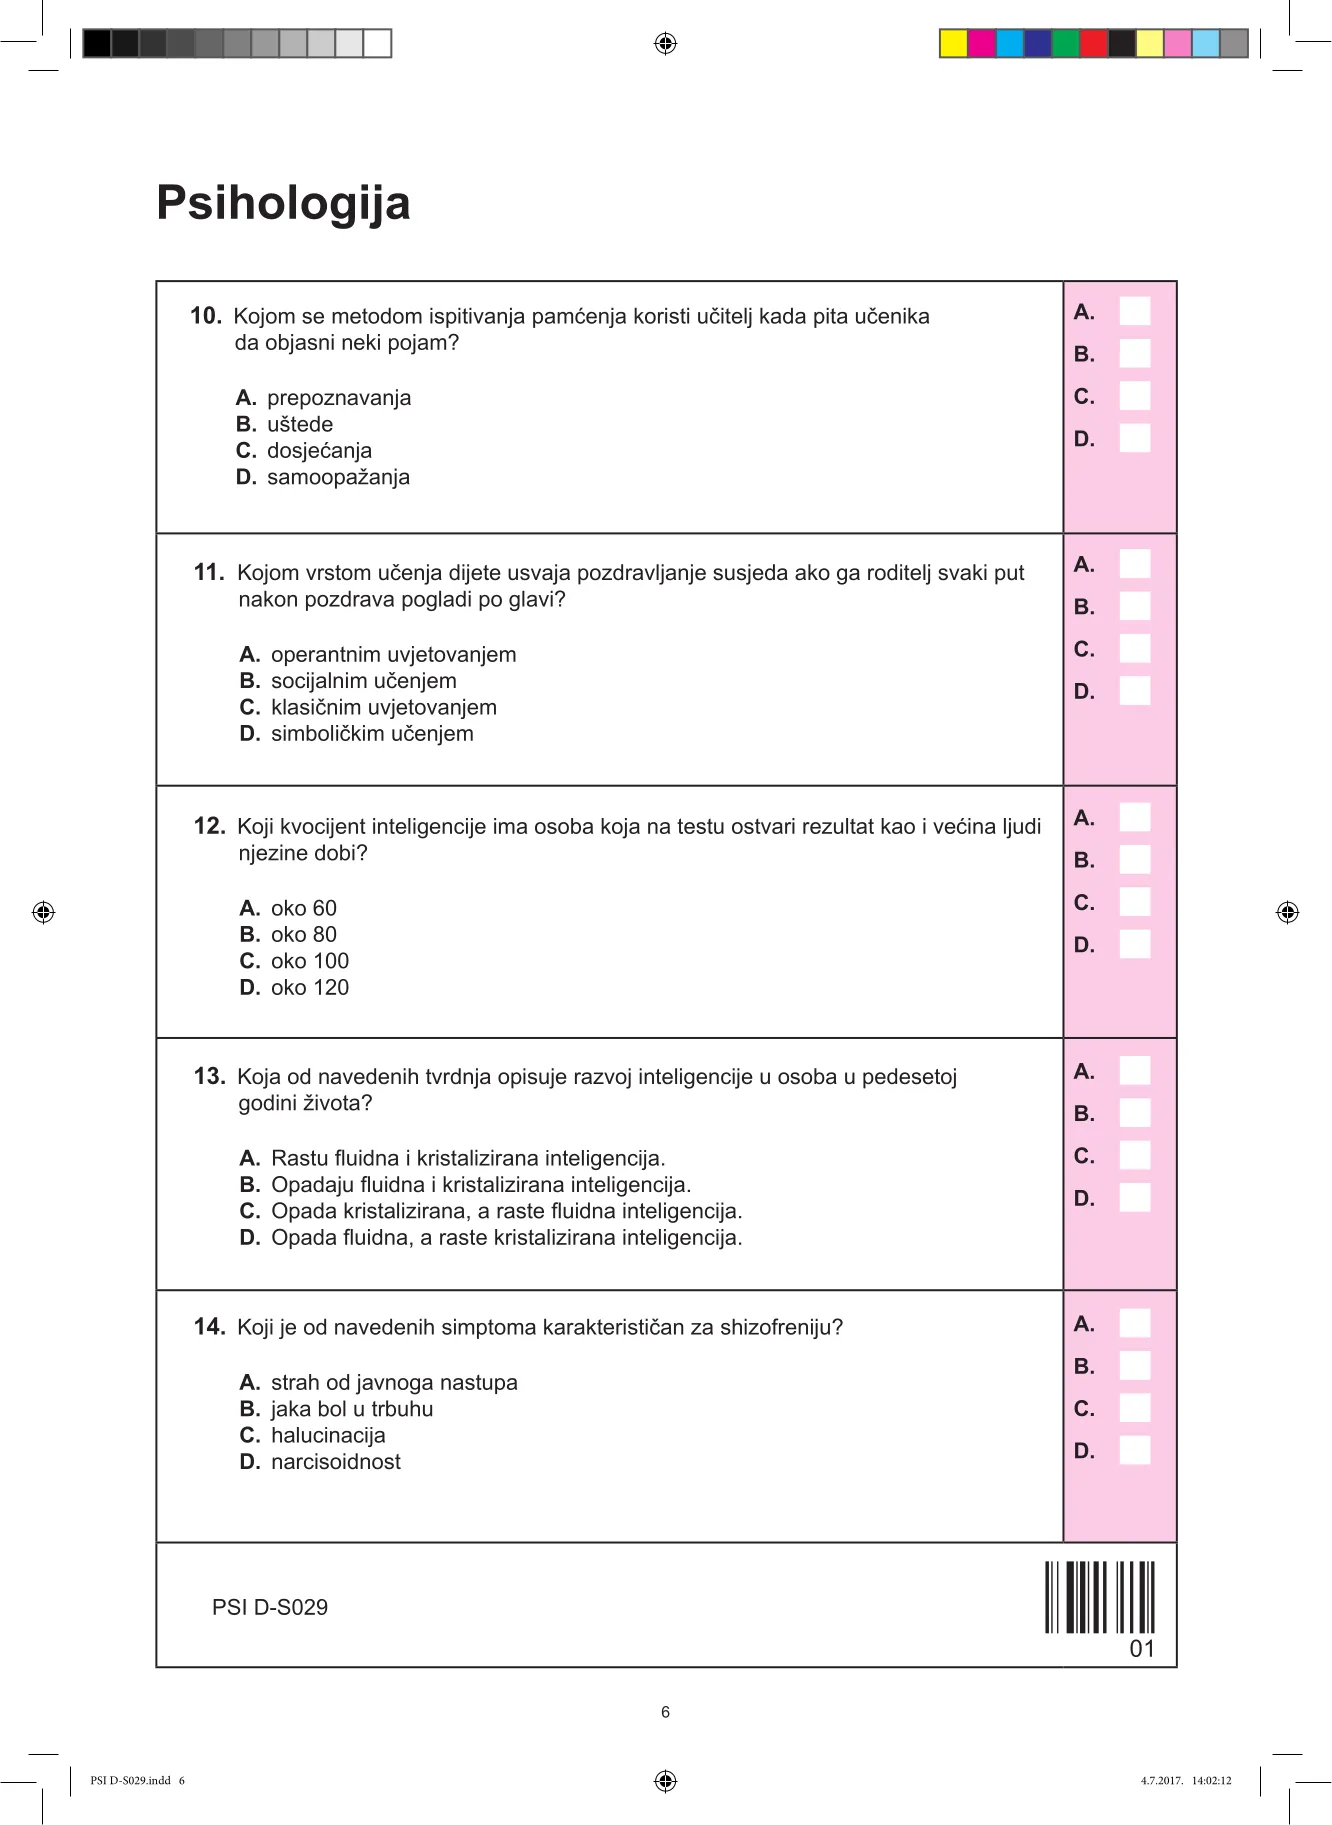 Psihologija
10. Kojom se metodom ispitivanja pamćenja koristi učitelj kada pita učenika
da objasni neki pojam?
A. prepoznavanja
B. uštede
C. dosjećanja
D. samoopažanja
A.
B.
C.
D.
11. Kojom vrstom učenja dijete usvaja pozdravljanje susjeda ako ga roditelj svaki put
nakon pozdrava pogladi po glavi?
A. operantnim uvjetovanjem
B. socijalnim učenjem
C. klasičnim uvjetovanjem
D. simboličkim učenjem
A.
B.
C.
D.
12. Koji kvocijent inteligencije ima osoba koja na testu ostvari rezultat kao i većina ljudi
njezine dobi?
A. oko 60
B. oko 80
C. oko 100
D. oko 120
A.
B.
C.
D.
13. Koja od navedenih tvrdnja opisuje razvoj inteligencije u osoba u pedesetoj
godini života?
A. Rastu fluidna i kristalizirana inteligencija.
B. Opadaju fluidna i kristalizirana inteligencija.
C. Opada kristalizirana, a raste fluidna inteligencija.
D. Opada fluidna, a raste kristalizirana inteligencija.
A.
B.
C.
D.
14. Koji je od navedenih simptoma karakterističan za shizofreniju?
A. strah od javnoga nastupa
B. jaka bol u trbuhu
C. halucinacija
D. narcisoidnost
A.
B.
C.
D.
PSI D-S029
01
6
PSI D-S029.indd 6
4.7.2017. 14:02:12